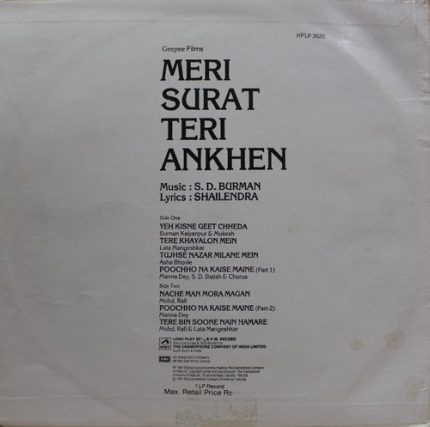 HFLP 3620
Geepee Films
MERI
SURAT
TERI
ANKHEN
Music : S. D. BURMAN
Lyrics : SHAILENDRA
Side One
YEH KISNE GEET CHHEDA
Suman Kalyanpur & Mukesh
TERE KHAYALON MEIN
Lata Mangeshkar
TUJHSE NAZAR MILANE MEIN
Asha Bhosle
POOCHHO NA KAISE MAINE (Part 1)
Manna Dey, S. D. Batish & Chorus
Side Two
NACHE MAN MORA MAGAN
Mohd. Rafi
POOCHHO NA KAISE MAINE (Part-2)
Manna Dey
TERE BIN SOONE NAIN HAMARE
Mohd. Rafi & Lata Mangeshkar
LONG PLAY R.P.M. RECORD
THE GRAMOPHONE COMPANY OF INDIA LIMITED
EMI
1 LP Record
Max. Retail Price Rs